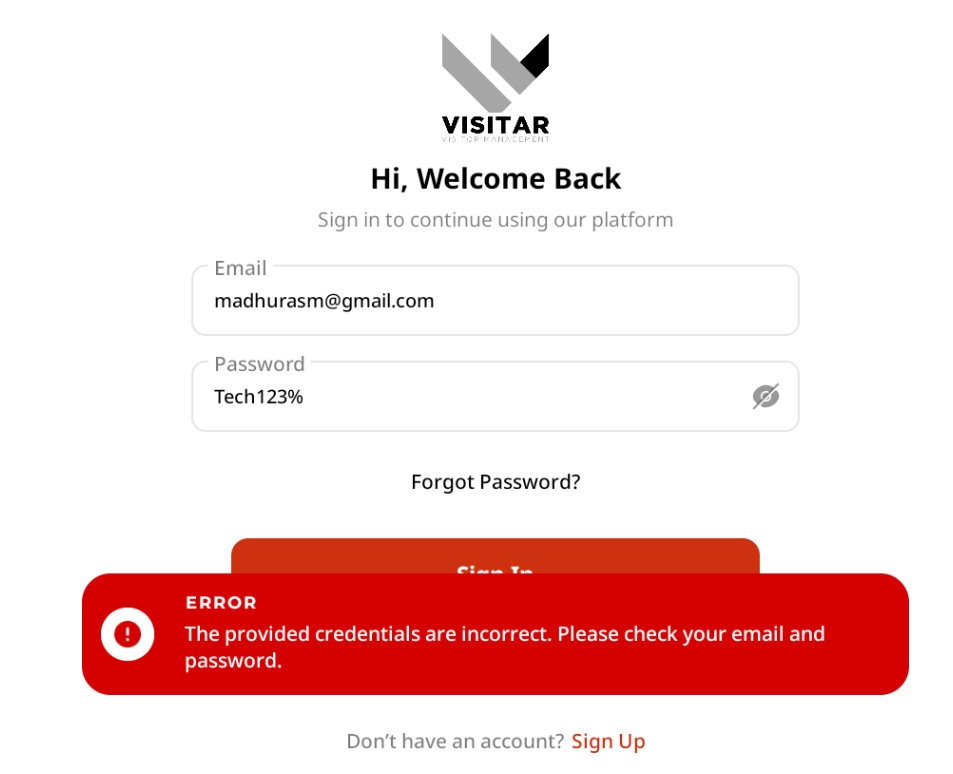 VISITAR
VISITOR MANAGEMENT
Hi, Welcome Back
Sign in to continue using our platform
Email
madhurasm@gmail.com
Password
Tech123%
Forgot Password?
Sign In
ERROR
The provided credentials are incorrect. Please check your email and
password.
Don’t have an account? Sign Up